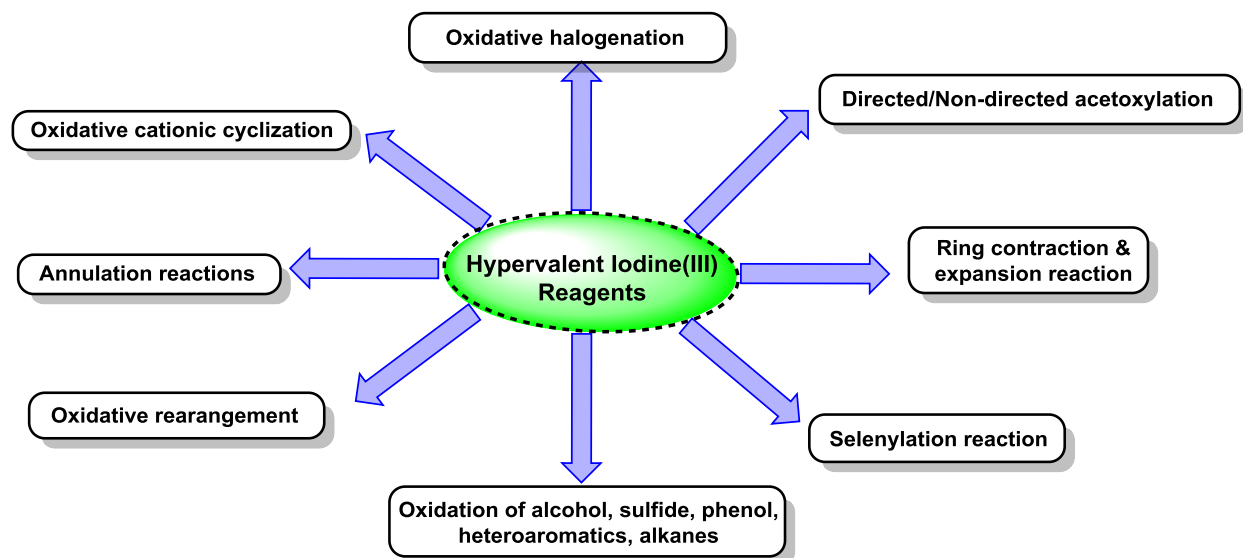 Oxidative halogenation
Directed/Non-directed acetoxylation
Oxidative cationic cyclization
Ring contraction &
expansion reaction
Hypervalent Iodine(III)
Reagents
Annulation reactions
Oxidative rearangement
Selenylation reaction
Oxidation of alcohol, sulfide, phenol,
heteroaromatics, alkanes